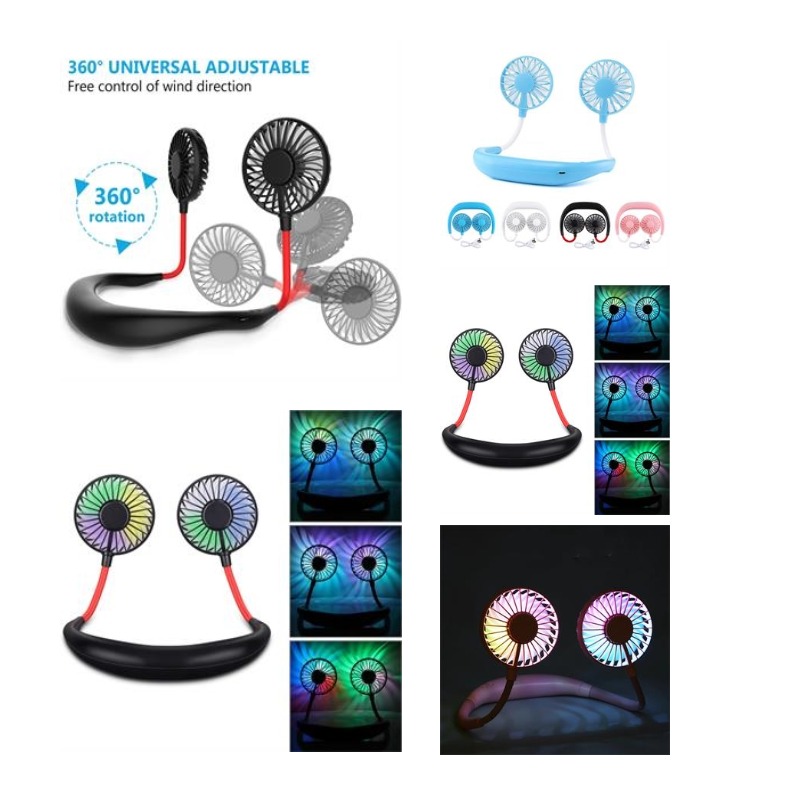 360° UNIVERSAL ADJUSTABLE
Free control of wind direction
360°
rotation